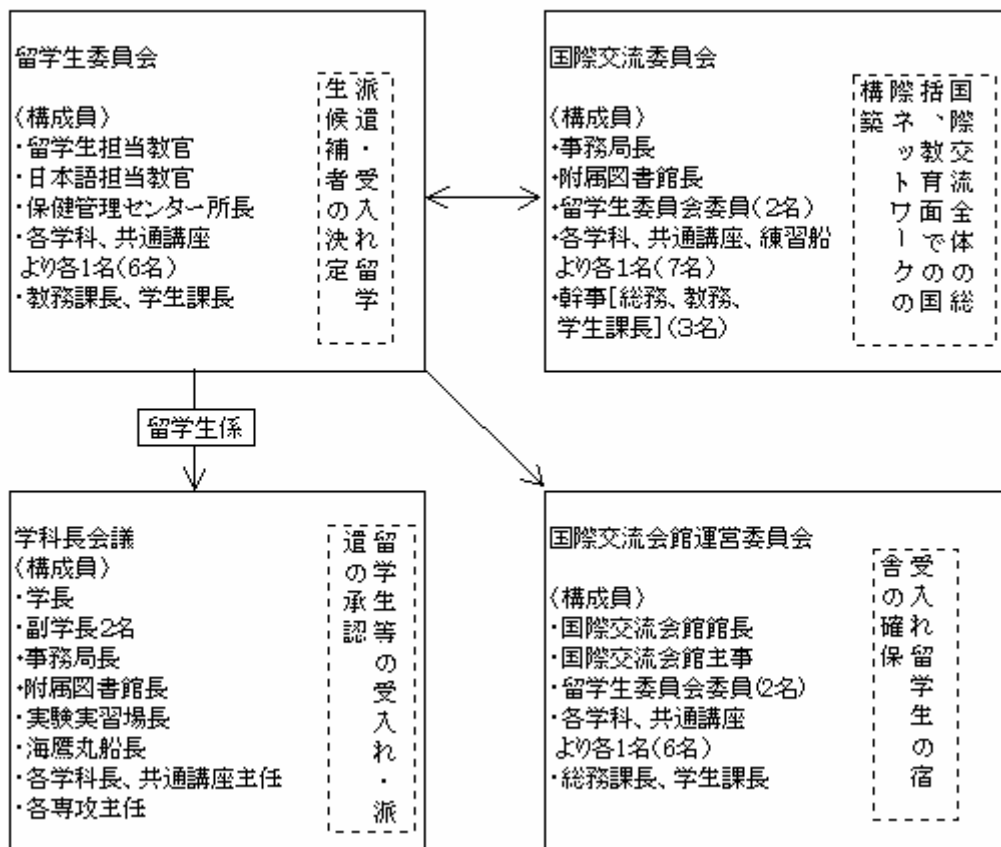 留学生委員会
(構成員)
・留学生担当教官
・日本語担当教官
・保健管理センター所長
・各学科、共通講座
より各1名(6名)
・教務課長、学生課長
派遣・受入れ留学
生候補者の決定
国際交流委員会
(構成員)
・事務局長
・附属図書館長
・留学生委員会委員(2名)
・各学科、共通講座、練習船
より各1名(7名)
・幹事[総務、教務、
学生課長](3名)
国際交流全体の総
括、教育面での国
際ネットワークの
構築
留学生係
学科長会議
(構成員)
・学長
・副学長2名
・事務局長
・附属図書館長
・実験実習場長
・海鷹丸船長
・各学科長、共通講座主任
・各専攻主任
留学生等の受入れ・派
遣の承認
国際交流会館運営委員会
(構成員)
・国際交流会館館長
・国際交流会館主事
・留学生委員会委員(2名)
・各学科、共通講座
より各1名(6名)
・総務課長、学生課長
受入れ留学生の宿
舎の確保